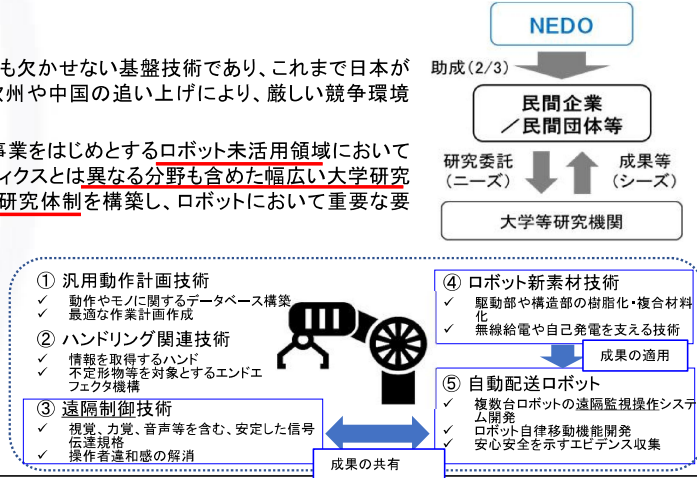 も欠かせない基盤技術であり、これまで日本が
欧州や中国の追い上げにより、厳しい競争環境
事業をはじめとするロボット未活用領域において
ィクスとは異なる分野も含めた幅広い大学研究
研究体制を構築し、ロボットにおいて重要な要
NEDO
助成(2/3)
民間企業
／民間団体等
研究委託
(ニーズ)
成果等
(シーズ)
大学等研究機関
① 汎用動作計画技術
✓ 動作やモノに関するデータベース構築
✓ 最適な作業計画作成
② ハンドリング関連技術
✓ 情報を取得するハンド
✓ 不定形物等を対象とするエンドエ
フェクタ機構
③ 遠隔制御技術
✓ 視覚、力覚、音声等を含む、安定した信号
伝達規格
✓ 操作者違和感の解消
成果の共有
④ ロボット新素材技術
✓ 駆動部や構造部の樹脂化・複合材料
化
✓ 無線給電や自己発電を支える技術
成果の適用
⑤ 自動配送ロボット
✓ 複数台ロボットの遠隔監視操作システ
ム開発
✓ ロボット自律移動機能開発
✓ 安心安全を示すエビデンス収集